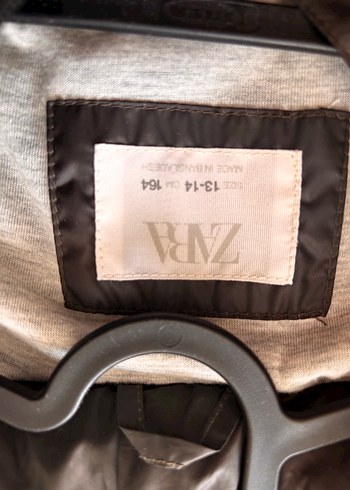 ZARA
SIZE 13-14 CM 164
MADE IN BANGLADESH